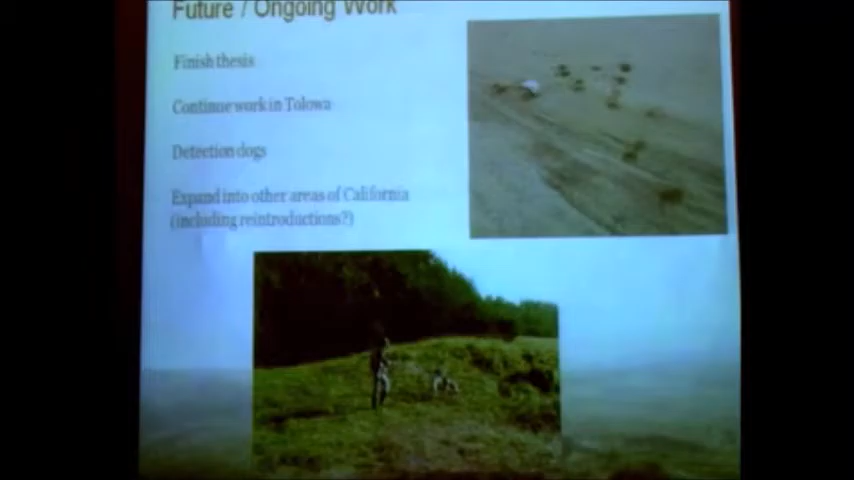 Future / Ongoing Work
Finish thesis
Continue work in Tolowa
Detection dogs
Expand into other areas of California
(including reintroductions?)